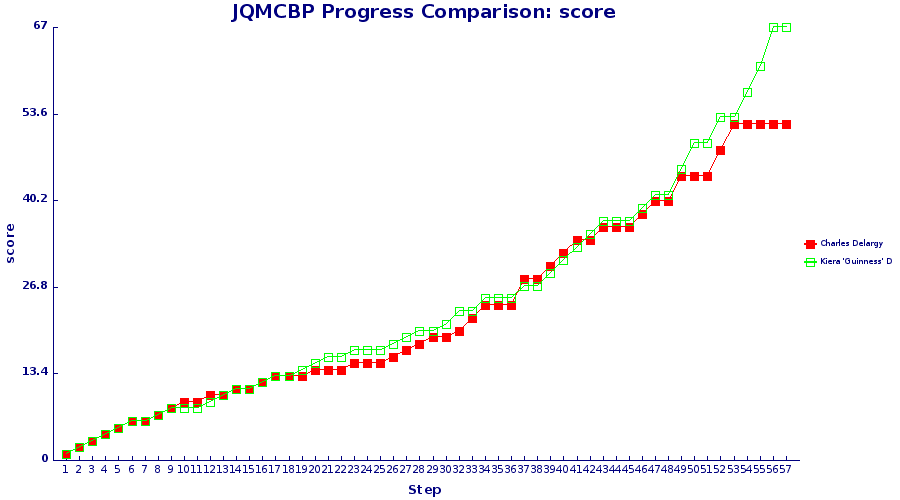 JQMCBP Progress Comparison: score
67
53.6
40.2
26.8
13.4
0
score
1 2 3 4 5 6 7 8 9 10 11 12 13 14 15 16 17 18 19 20 21 22 23 24 25 26 27 28 29 30 31 32 33 34 35 36 37 38 39 40 41 42 43 44 45 46 47 48 49 50 51 52 53 54 55 56 57
Step
Charles Delargy
Kiera 'Guinness' D